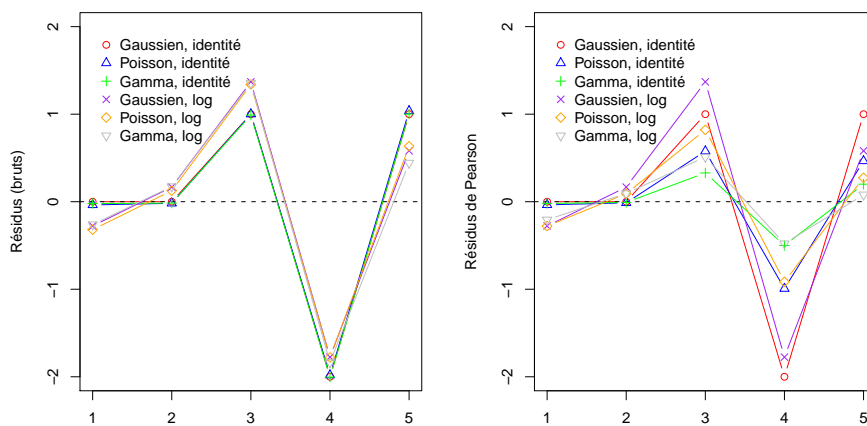 Résidus (bruts)
2
1
0
−1
−2
Gaussien, identité
Poisson, identité
Gamma, identité
Gaussien, log
Poisson, log
Gamma, log
1 2 3 4 5
Résidus de Pearson
2
1
0
−1
−2
Gaussien, identité
Poisson, identité
Gamma, identité
Gaussien, log
Poisson, log
Gamma, log
1 2 3 4 5